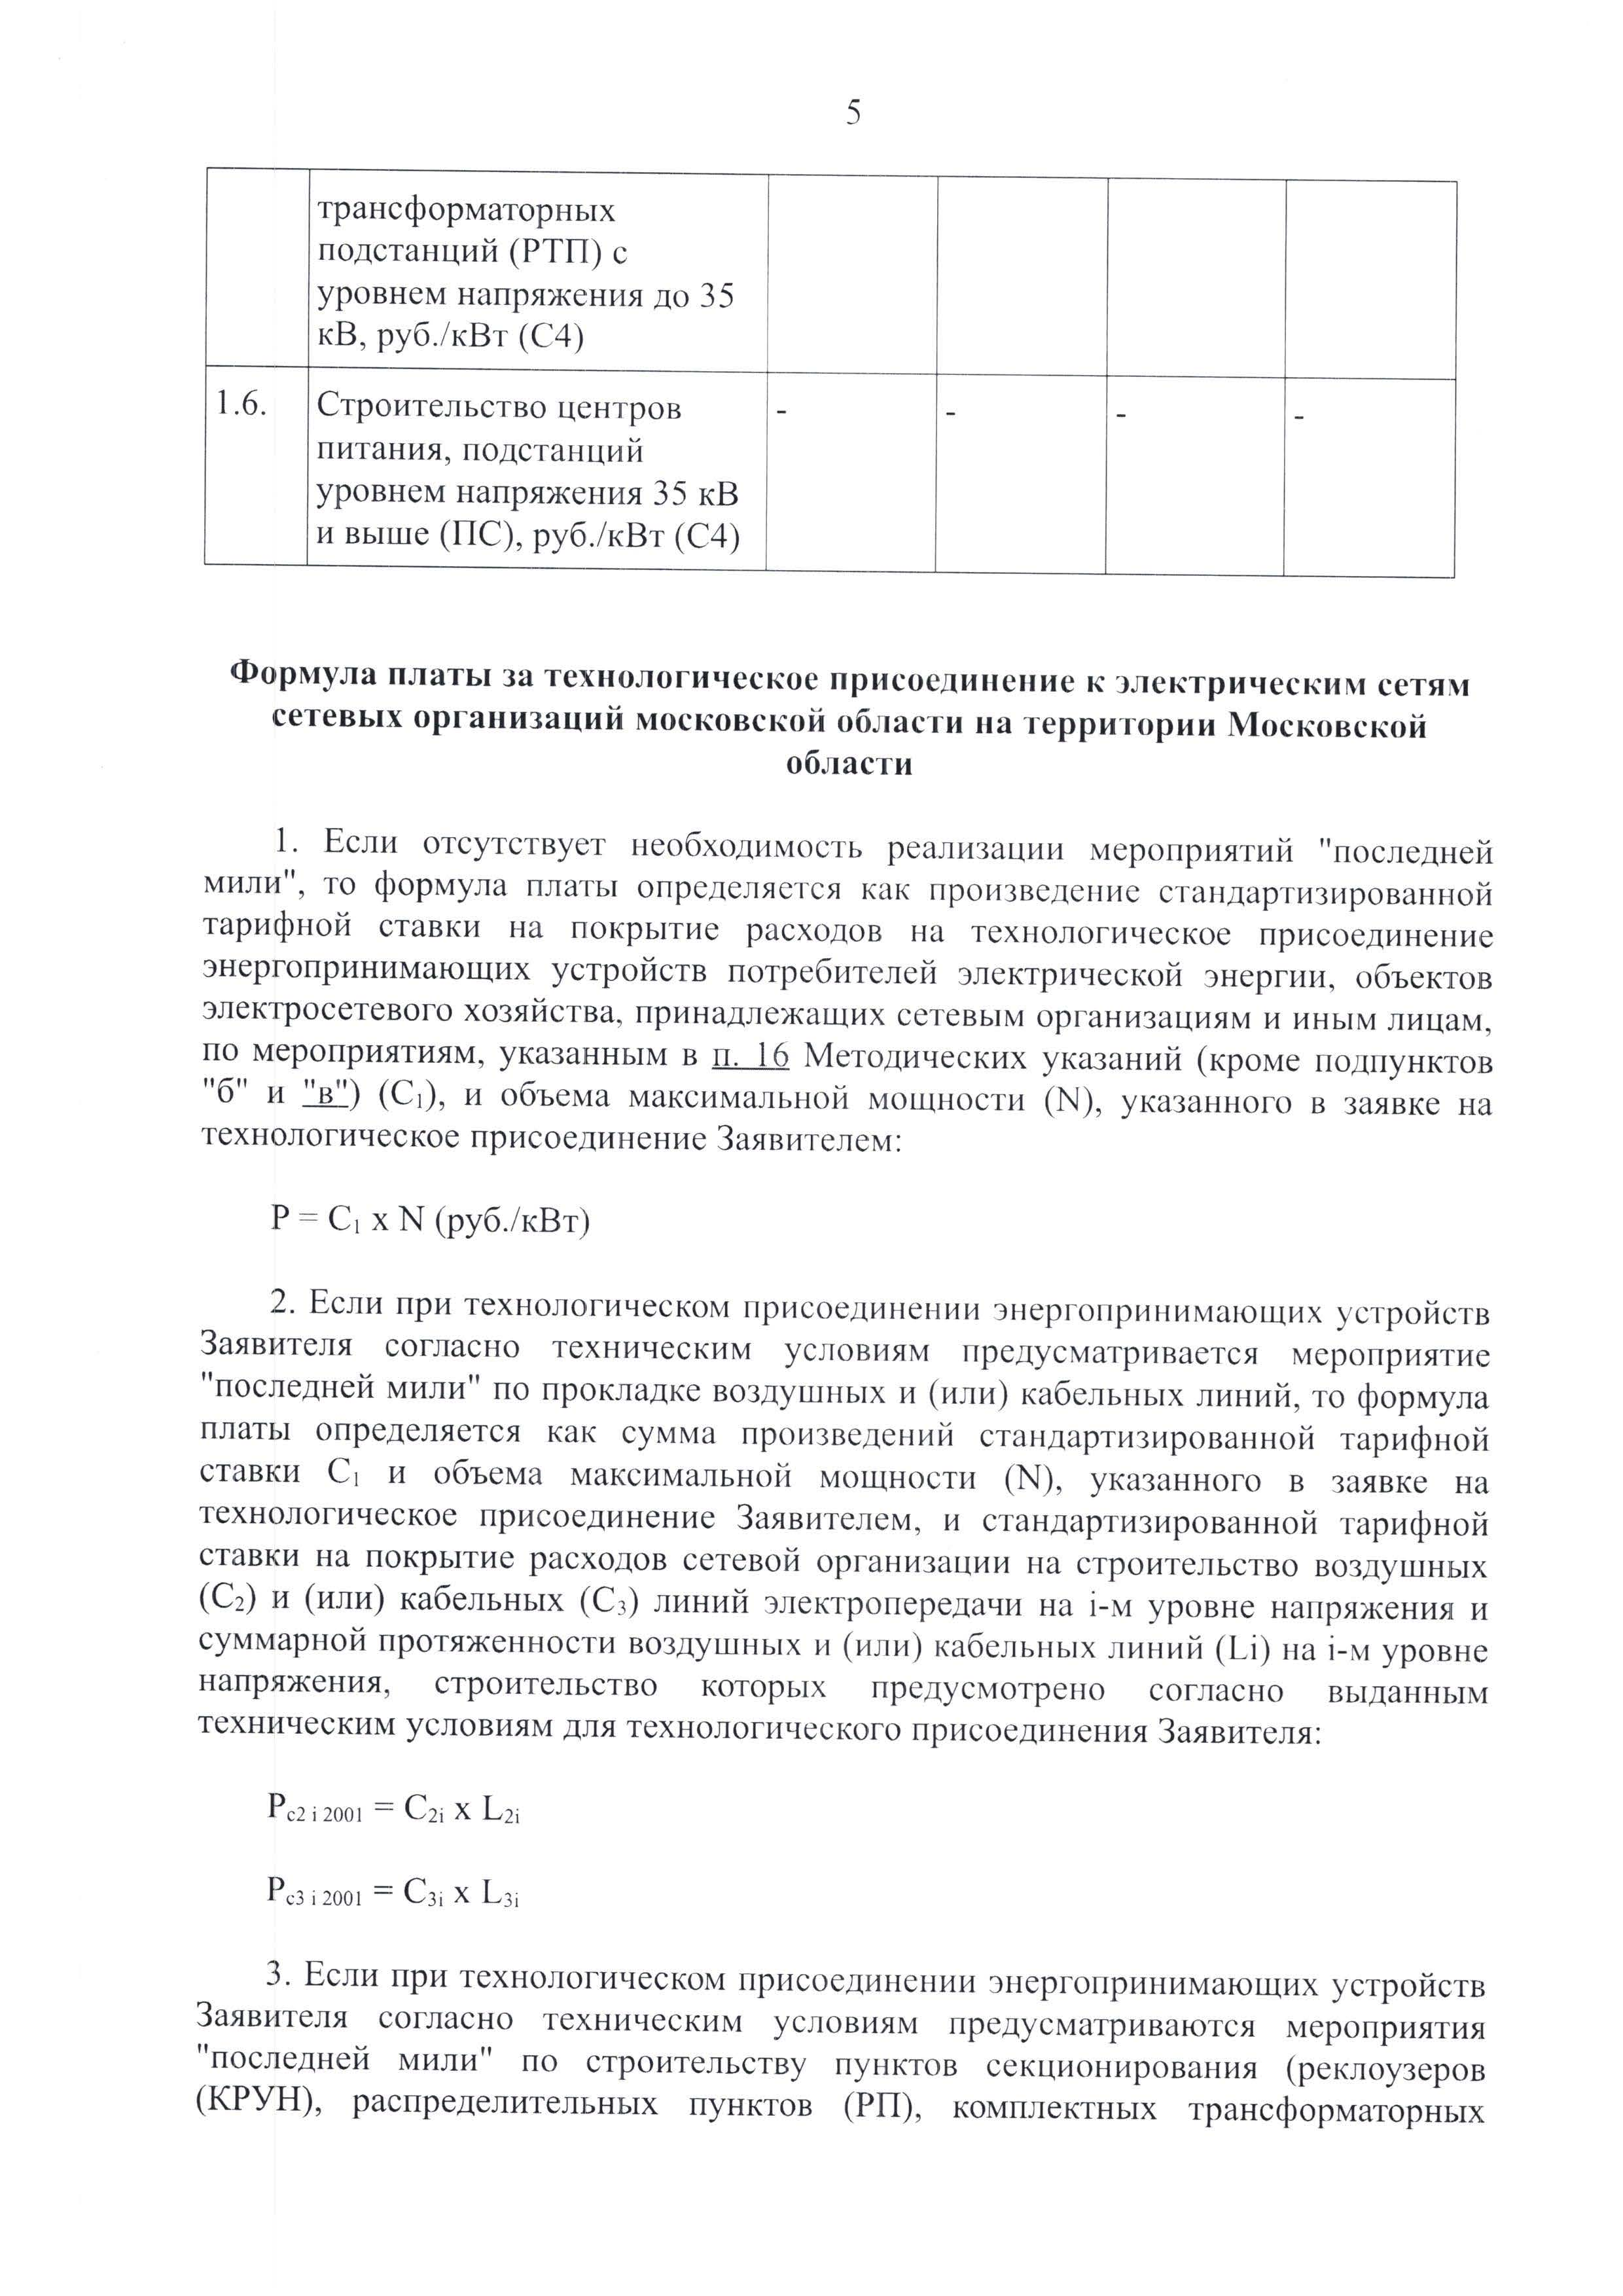 5
трансформаторных
подстанций (РТП) с
уровнем напряжения до 35
кВ, руб./кВт (С4)
1.6. Строительство центров - - - -
питания, подстанций
уровнем напряжения 35 кВ
и выше (ПС), руб./кВт (С4)
Формула платы за технологическое присоединение к электрическим сетям
сетевых организаций московской области на территории Московской
области
1. Если отсутствует необходимость реализации мероприятий "последней
мили", то формула платы определяется как произведение стандартизированной
тарифной ставки на покрытие расходов на технологическое присоединение
энергопринимающих устройств потребителей электрической энергии, объектов
электросетевого хозяйства, принадлежащих сетевым организациям и иным лицам,
по мероприятиям, указанным в п. 16 Методических указаний (кроме подпунктов
"б" и "в") (С₁), и объема максимальной мощности (N), указанного в заявке на
технологическое присоединение Заявителем:
P = C₁ x N (руб./кВт)
2. Если при технологическом присоединении энергопринимающих устройств
Заявителя согласно техническим условиям предусматривается мероприятие
"последней мили" по прокладке воздушных и (или) кабельных линий, то формула
платы определяется как сумма произведений стандартизированной тарифной
ставки С₁ и объема максимальной мощности (N), указанного в заявке на
технологическое присоединение Заявителем, и стандартизированной тарифной
ставки на покрытие расходов сетевой организации на строительство воздушных
(С₂) и (или) кабельных (С₃) линий электропередачи на i-м уровне напряжения и
суммарной протяженности воздушных и (или) кабельных линий (Li) на i-м уровне
напряжения, строительство которых предусмотрено согласно выданным
техническим условиям для технологического присоединения Заявителя:
Pc2 i 2001 = C2i x L2i
Pc3 i 2001 = C3i x L3i
3. Если при технологическом присоединении энергопринимающих устройств
Заявителя согласно техническим условиям предусматриваются мероприятия
"последней мили" по строительству пунктов секционирования (реклоузеров
(КРУН), распределительных пунктов (РП), комплектных трансформаторных